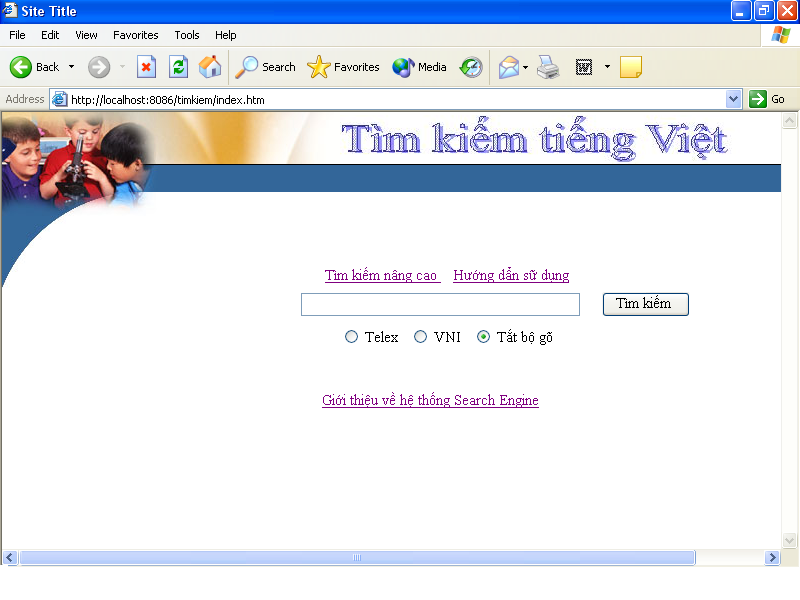 Site Title
File Edit View Favorites Tools Help
Back Search Favorites Media
Address http://localhost:8086/timkiem/index.htm Go
Tìm kiếm tiếng Việt
Tìm kiếm nâng cao Hướng dẫn sử dụng
Tìm kiếm
Telex VNI Tắt bộ gõ
Giới thiệu về hệ thống Search Engine